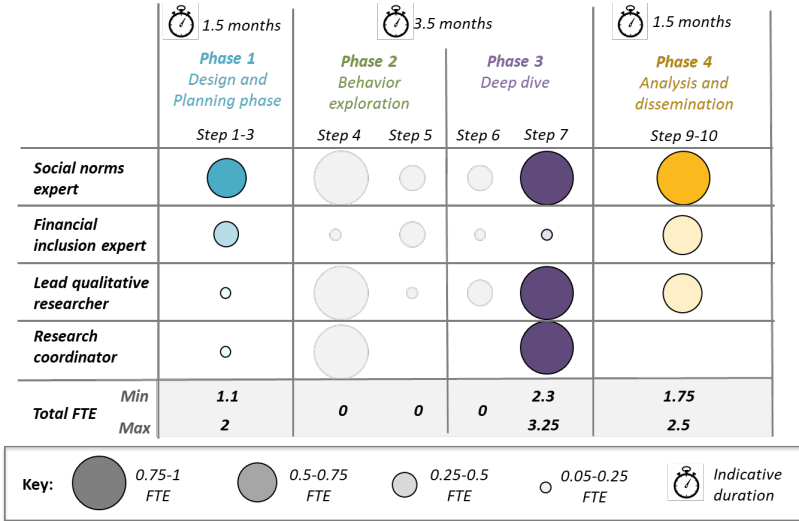 1.5 months
3.5 months
1.5 months
Phase 1
Design and
Planning phase
Phase 2
Behavior
exploration
Phase 3
Deep dive
Phase 4
Analysis and
dissemination
Step 1-3
Step 4
Step 5
Step 6
Step 7
Step 9-10
Social norms
expert
Financial
inclusion expert
Lead qualitative
researcher
Research
coordinator
Total FTE
Min
1.1
0
0
0
2.3
1.75
Max
2
3.25
2.5
Key:
0.75-1
FTE
0.5-0.75
FTE
0.25-0.5
FTE
0.05-0.25
FTE
Indicative
duration